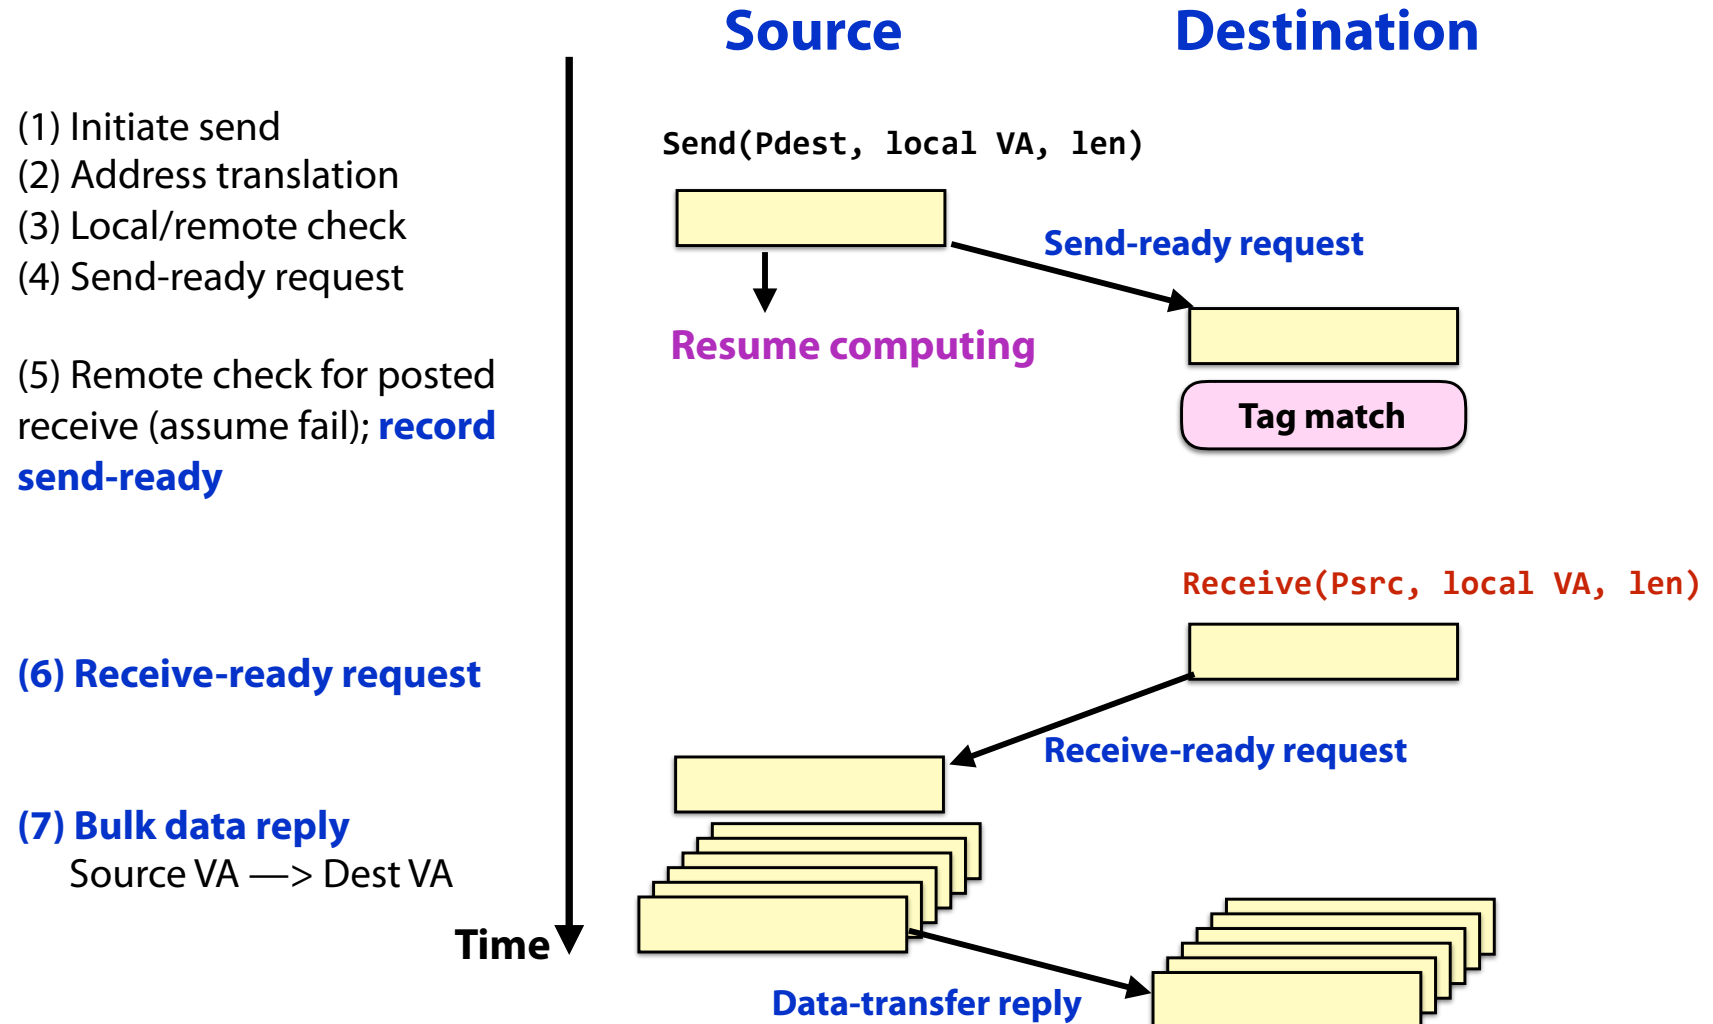 Source
Destination
(1) Initiate send
(2) Address translation
(3) Local/remote check
(4) Send-ready request
(5) Remote check for posted
receive (assume fail); record
send-ready
(6) Receive-ready request
(7) Bulk data reply
Source VA —> Dest VA
Time
Send(Pdest, local VA, len)
Send-ready request
Resume computing
Tag match
Receive(Psrc, local VA, len)
Receive-ready request
Data-transfer reply